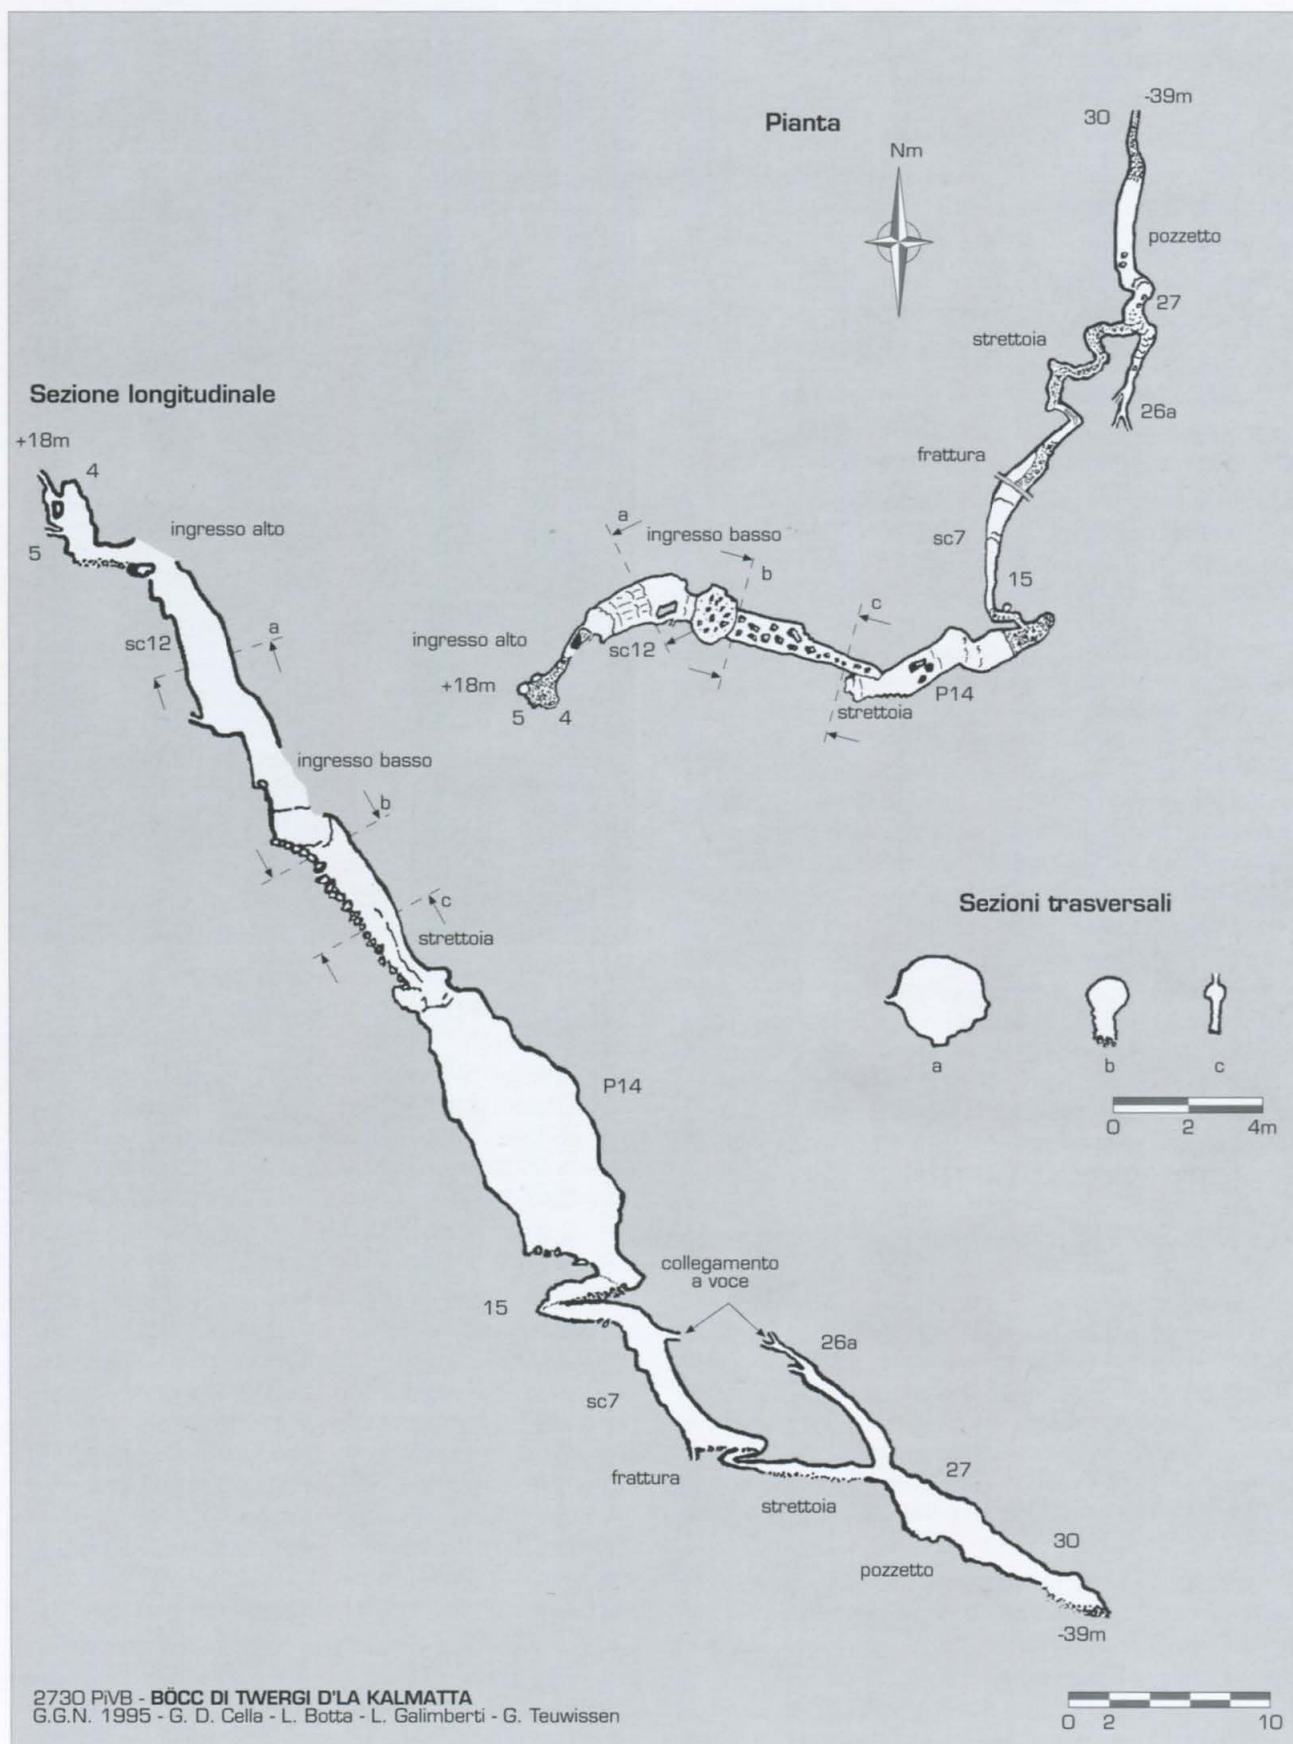 Pianta
Nm
30
-39m
pozzetto
27
strettoia
26a
frattura
sc7
15
a
ingresso basso
b
c
ingresso alto
sc12
+18m
5
4
P14
strettoia
Sezione longitudinale
+18m
4
5
ingresso alto
sc12
a
ingresso basso
b
c
strettoia
P14
15
collegamento
a voce
26a
sc7
frattura
strettoia
27
30
pozzetto
-39m
Sezioni trasversali
a
b
c
0 2 4m
2730 PiVB - BÖCC DI TWERGI D'LA KALMATTA
G.G.N. 1995 - G. D. Cella - L. Botta - L. Galimberti - G. Teuwissen
0 2 10